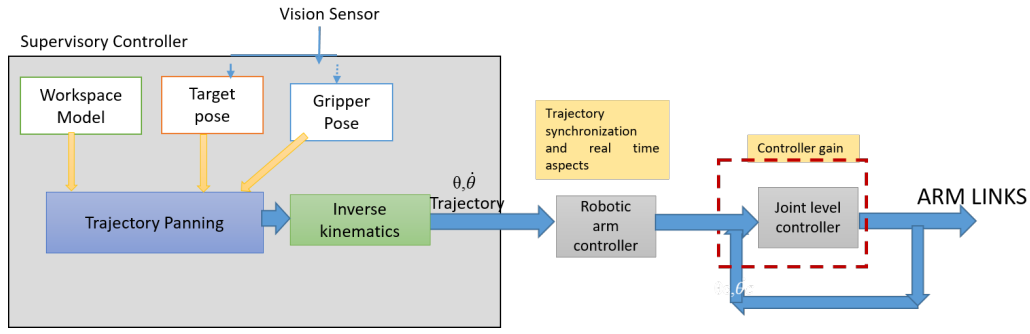 Vision Sensor
Supervisory Controller
Workspace
Model
Target
pose
Gripper
Pose
Trajectory
synchronization
and real time
aspects
Controller gain
θ,θ̇
Trajectory
Trajectory Panning
Inverse
kinematics
Robotic
arm
controller
Joint level
controller
ARM LINKS